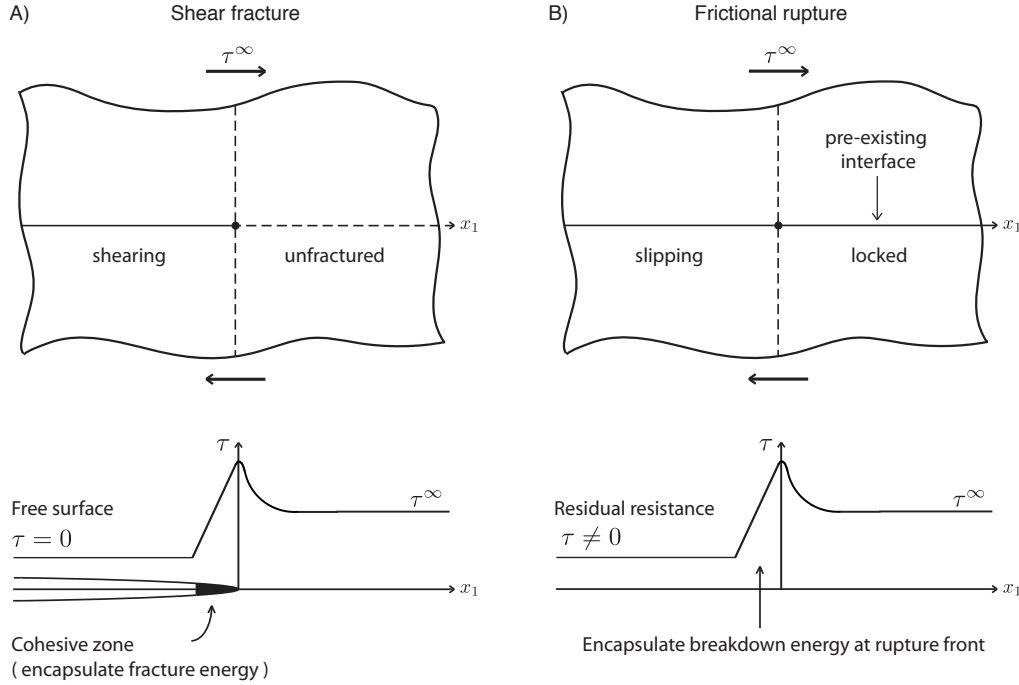 A)
Shear fracture
τ^∞
x₁
shearing
unfractured
τ
Free surface
τ = 0
τ^∞
x₁
Cohesive zone
( encapsulate fracture energy )
B)
Frictional rupture
τ^∞
pre-existing
interface
x₁
slipping
locked
τ
Residual resistance
τ ≠ 0
τ^∞
x₁
Encapsulate breakdown energy at rupture front